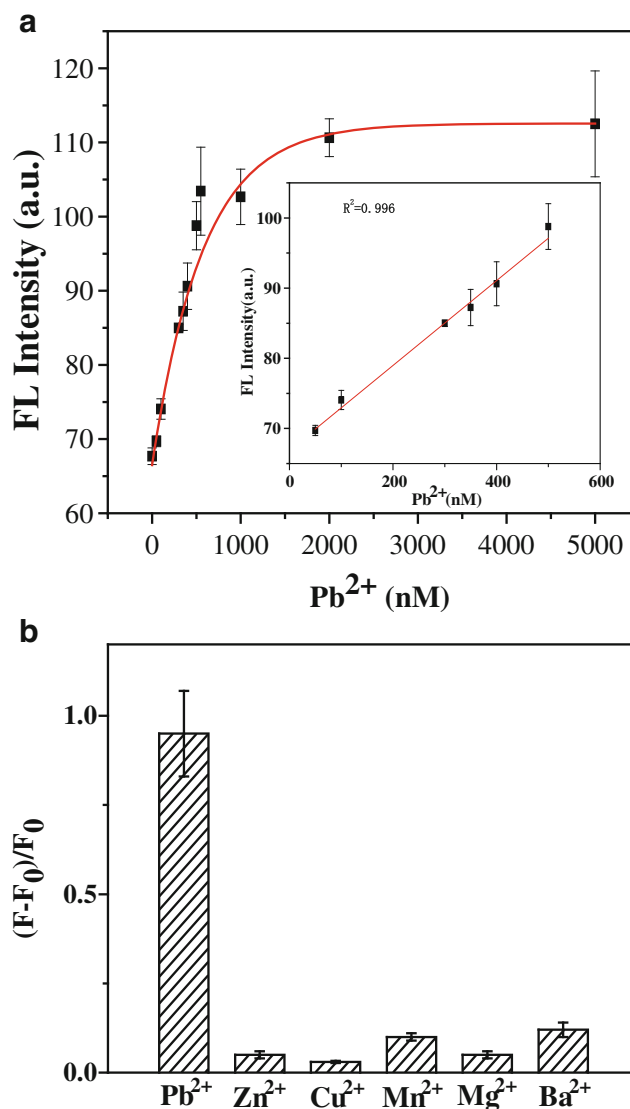 a
120
110
100
90
80
70
60
FL Intensity (a.u.)
0 1000 2000 3000 4000 5000
Pb²⁺ (nM)
R²=0.996
100
90
80
70
FL Intensity(a.u.)
0 200 400 600
Pb²⁺(nM)
b
1.0
0.5
0.0
(F-F₀)/F₀
Pb²⁺ Zn²⁺ Cu²⁺ Mn²⁺ Mg²⁺ Ba²⁺